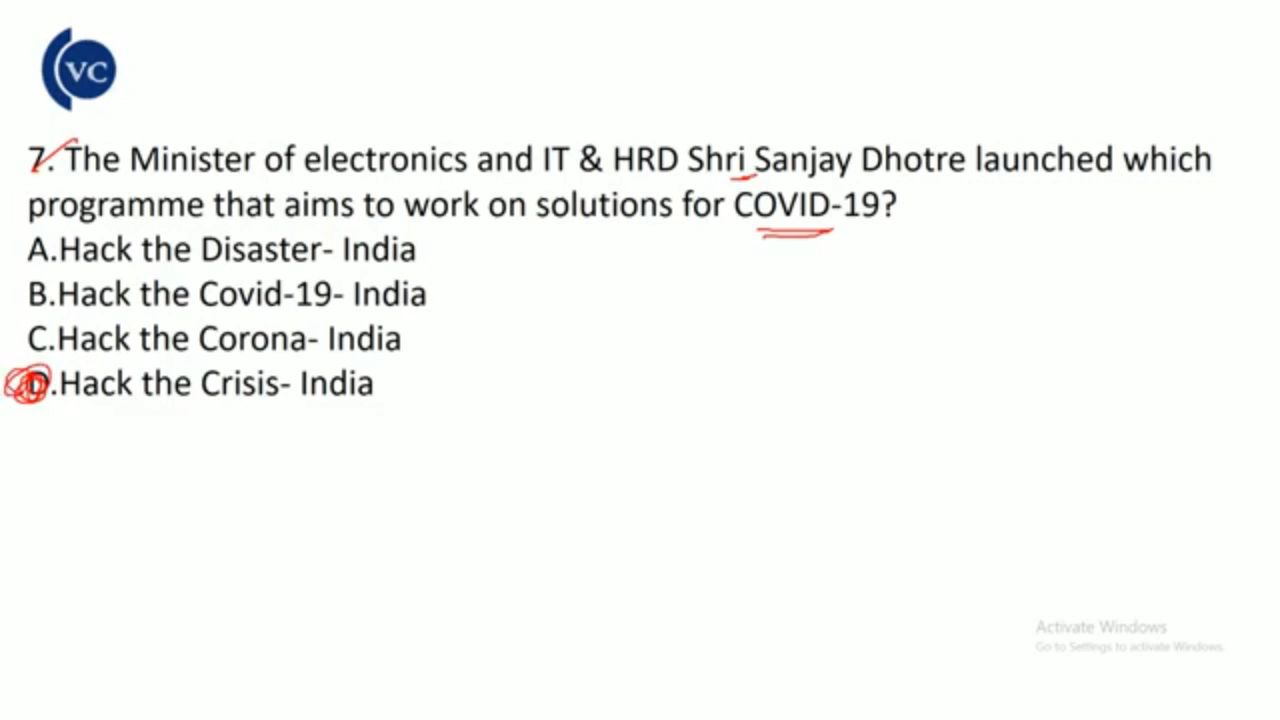 VC
7. The Minister of electronics and IT & HRD Shri Sanjay Dhotre launched which
programme that aims to work on solutions for COVID-19?
A.Hack the Disaster- India
B.Hack the Covid-19- India
C.Hack the Corona- India
D.Hack the Crisis- India
Activate Windows
Go to Settings to activate Windows.